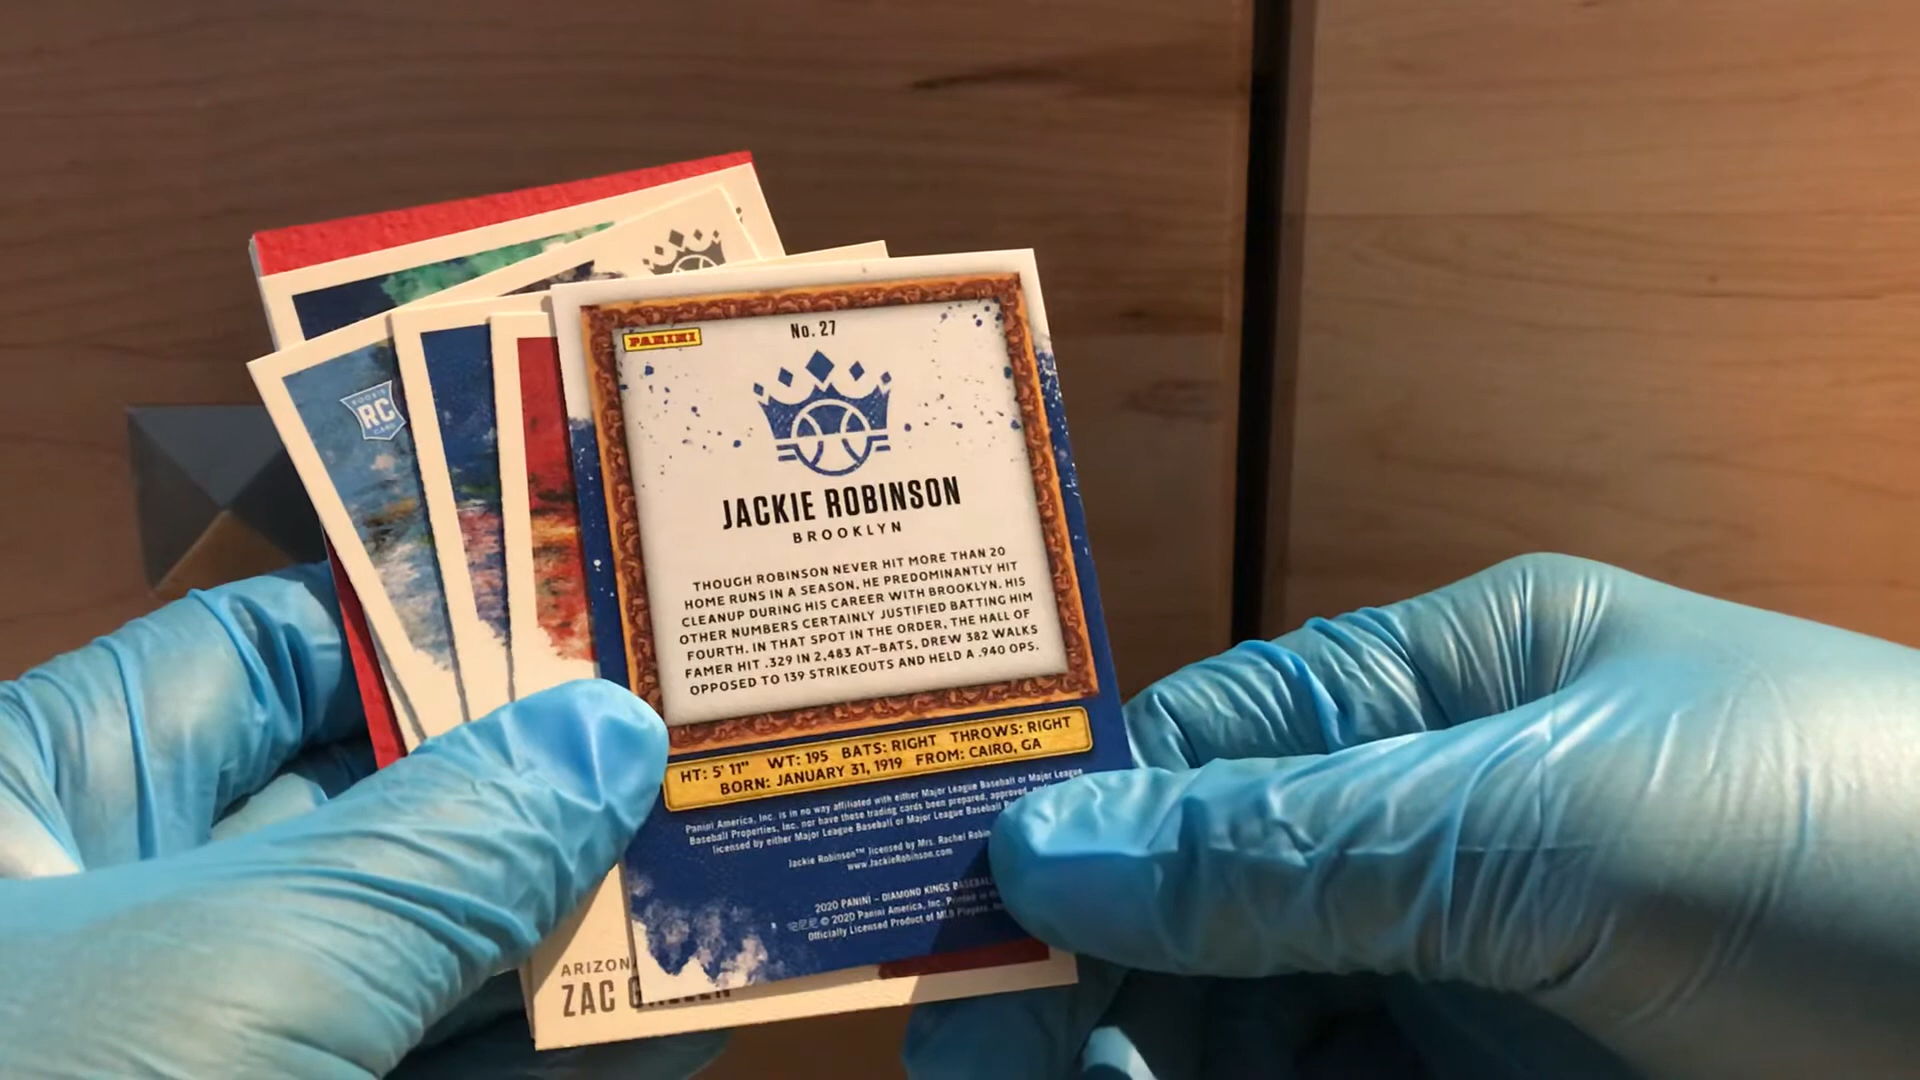 PANINI
No. 27
ROOKIE
RC
CARD
JACKIE ROBINSON
BROOKLYN
THOUGH ROBINSON NEVER HIT MORE THAN 20
HOME RUNS IN A SEASON, HE PREDOMINANTLY HIT
CLEANUP DURING HIS CAREER WITH BROOKLYN. HIS
OTHER NUMBERS CERTAINLY JUSTIFIED BATTING HIM
FOURTH. IN THAT SPOT IN THE ORDER, THE HALL OF
FAMER HIT .329 IN 2,483 AT-BATS, DREW 382 WALKS
OPPOSED TO 139 STRIKEOUTS AND HELD A .940 OPS.
HT: 5' 11" WT: 195 BATS: RIGHT THROWS: RIGHT
BORN: JANUARY 31, 1919 FROM: CAIRO, GA
Panini America, Inc. is in no way affiliated with either Major League Baseball or Major League
Baseball Properties, Inc. nor have these trading cards been prepared, approved,
licensed by either Major League Baseball or Major League Baseball
Jackie Robinson™ licensed by Mrs. Rachel
www.JackieRobinson.com
2020 PANINI - DIAMOND KINGS BASEBALL
© 2020 Panini America, Inc. Printed in
Officially Licensed Product of MLB Players,
ZAC